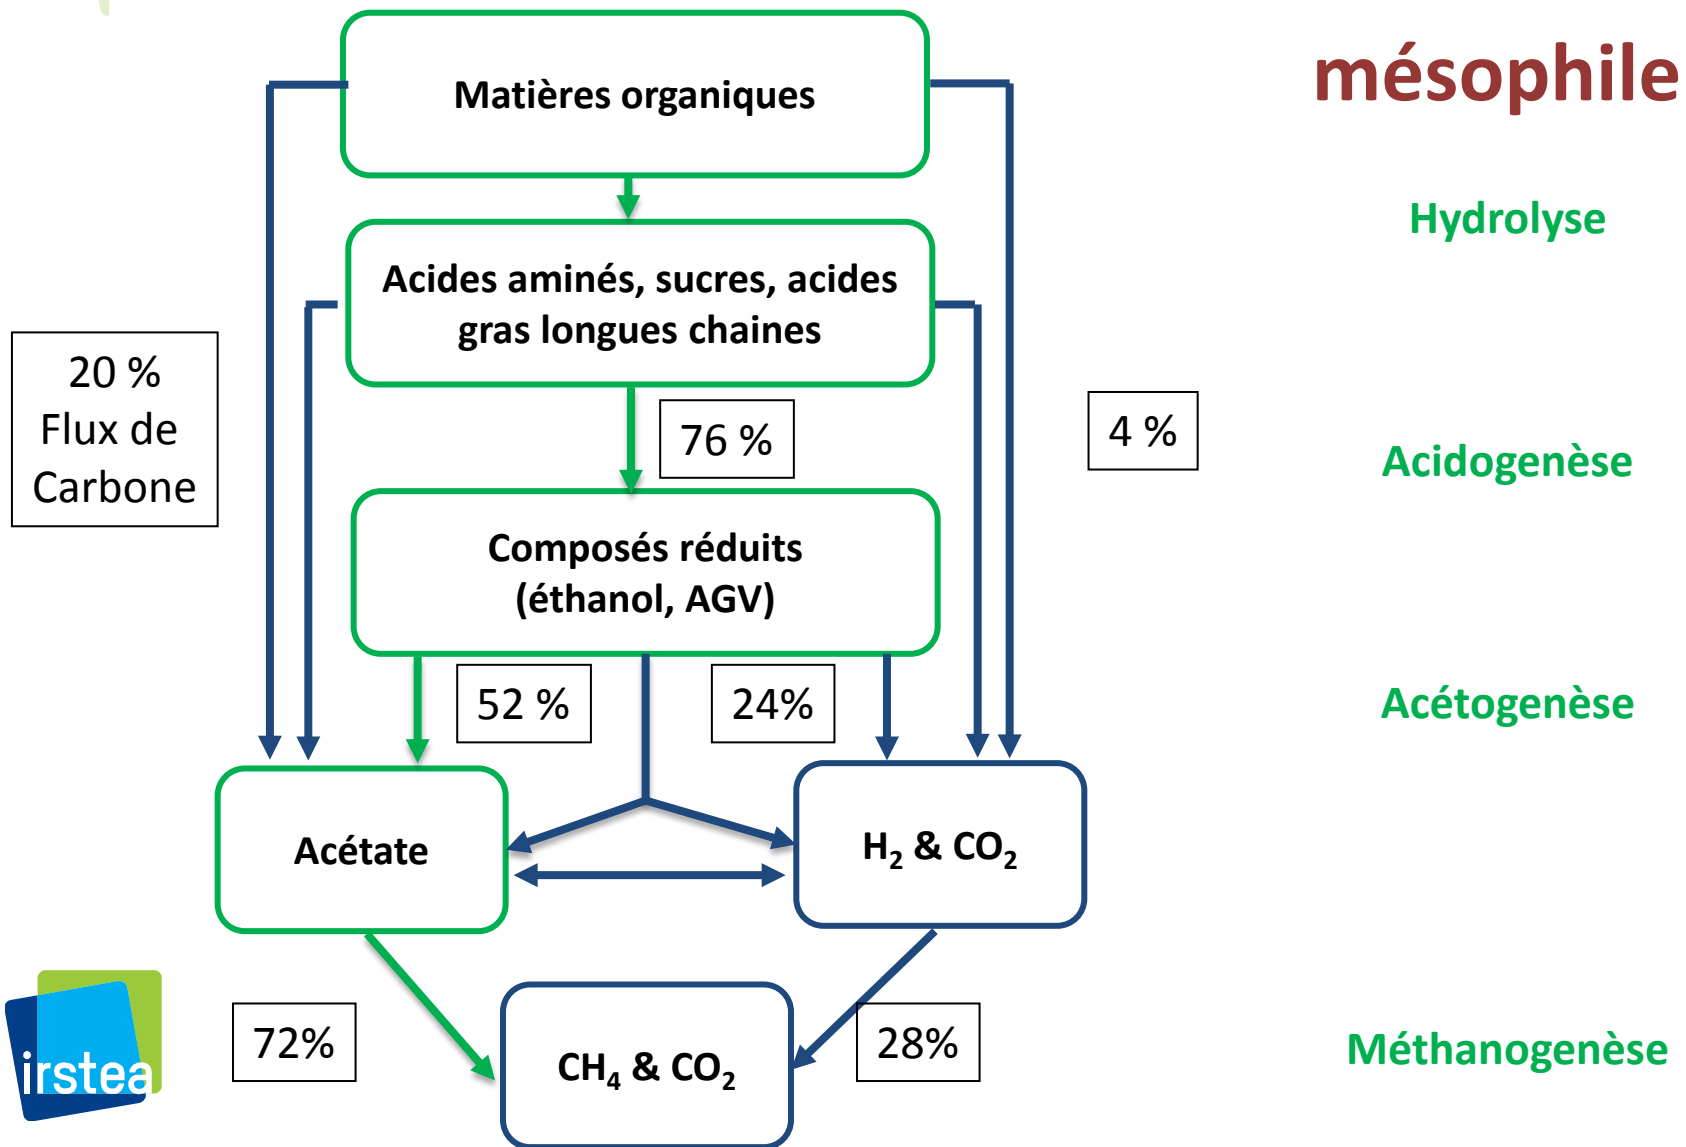 mésophile
Matières organiques
Hydrolyse
Acides aminés, sucres, acides
gras longues chaines
20 %
Flux de
Carbone
76 %
4 %
Acidogenèse
Composés réduits
(éthanol, AGV)
52 %
24%
Acétogenèse
Acétate
H₂ & CO₂
72%
28%
CH₄ & CO₂
Méthanogenèse
irstea